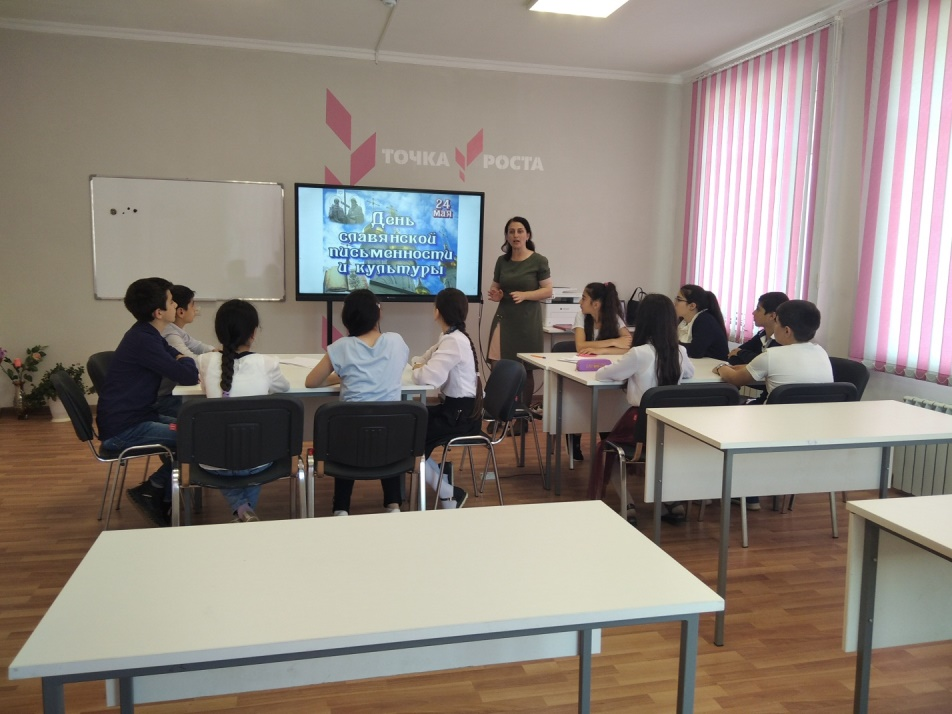 ТОЧКА РОСТА
24
мая
День
славянской
письменности
и культуры